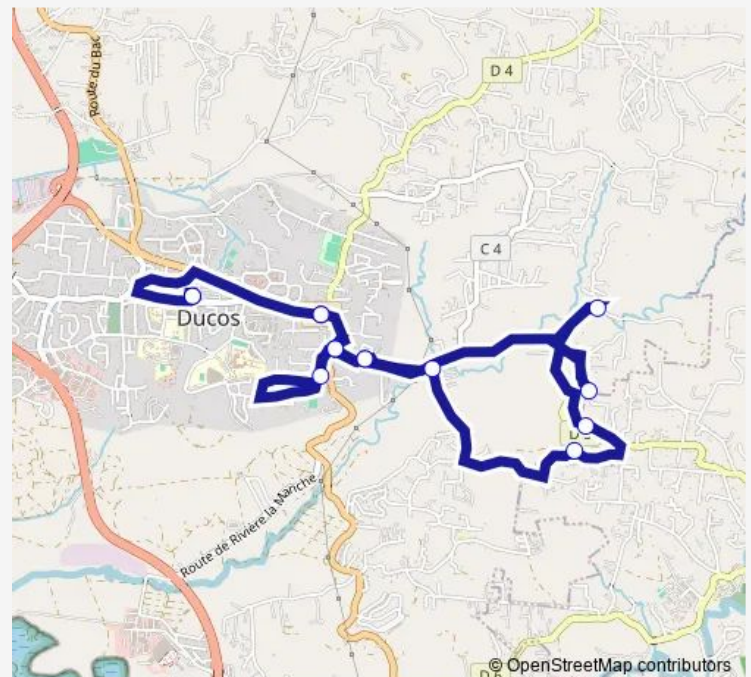 Route du Bac
D 4
C 4
Ducos
Route de Rivière la Manche
© OpenStreetMap contributors